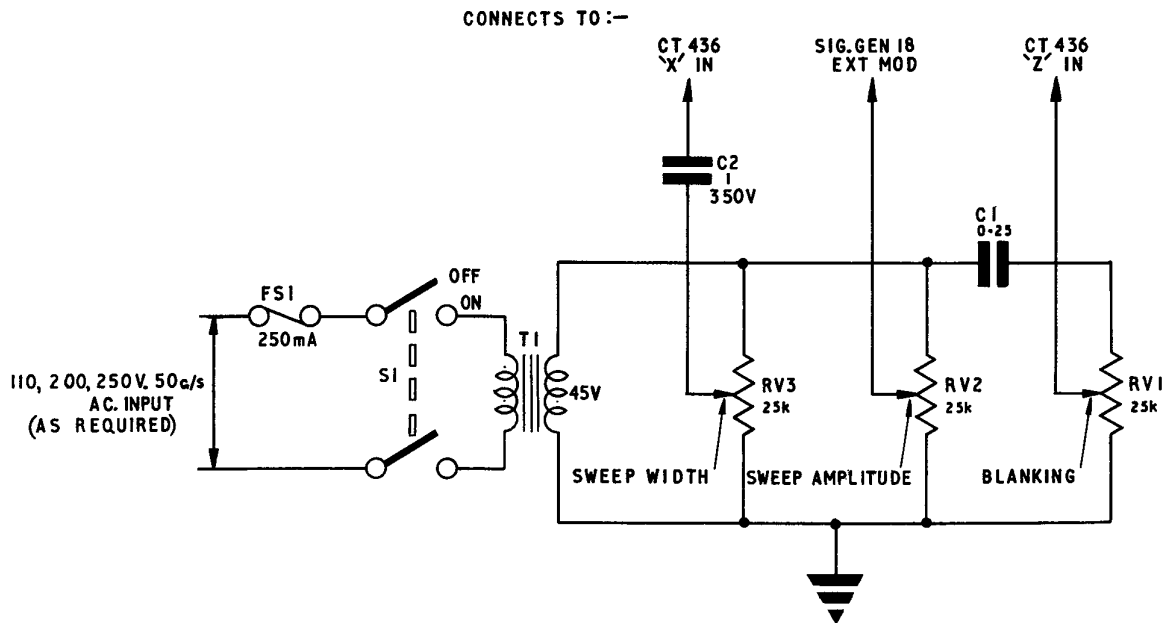 CONNECTS TO:-
CT 436
'X' IN
SIG.GEN 18
EXT MOD
CT 436
'Z' IN
C2
1
350V
C1
0·25
OFF
FS1
ON
250mA
T1
S1
45V
RV3
25k
RV2
25k
RV1
25k
110, 200, 250V. 50c/s
AC. INPUT
(AS REQUIRED)
SWEEP WIDTH
SWEEP AMPLITUDE
BLANKING